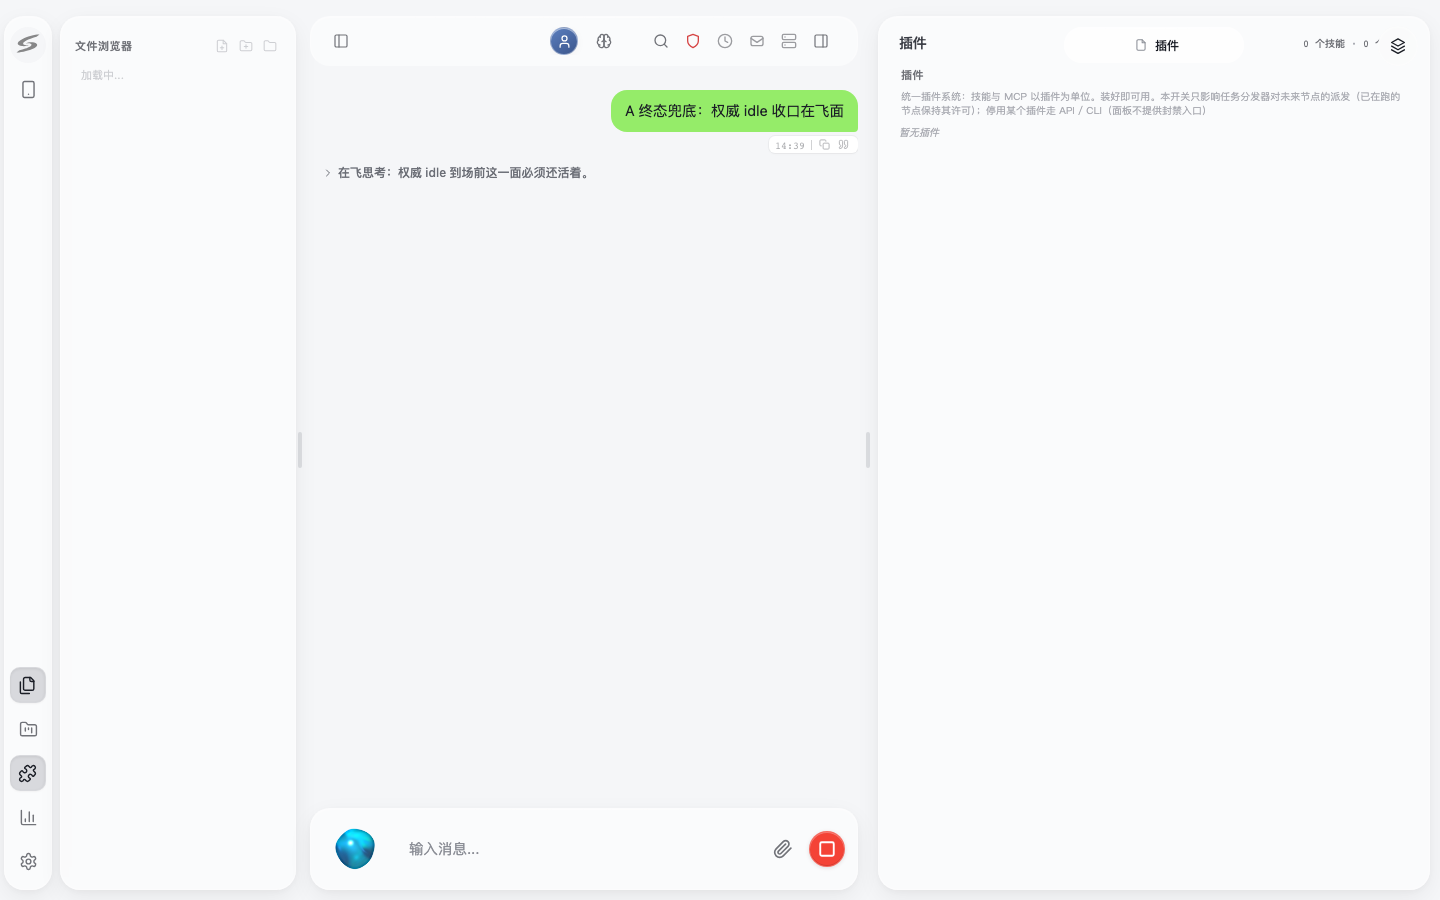 文件浏览器
加载中...
A 终态兜底：权威 idle 收口在飞面
14:39
在飞思考：权威 idle 到场前这一面必须还活着。
输入消息...
插件
插件
0 个技能 · 0
插件
统一插件系统：技能与 MCP 以插件为单位。装好即可用。本开关只影响任务分发器对未来节点的派发（已在跑的
节点保持其许可）；停用某个插件走 API / CLI（面板不提供封禁入口）
暂无插件